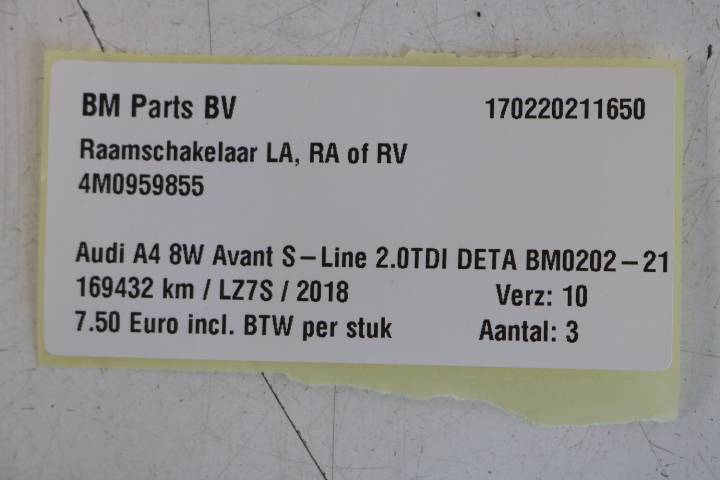 BM Parts BV 170220211650
Raamschakelaar LA, RA of RV
4M0959855
Audi A4 8W Avant S-Line 2.0TDI DETA BM0202-21
169432 km / LZ7S / 2018 Verz: 10
7.50 Euro incl. BTW per stuk Aantal: 3